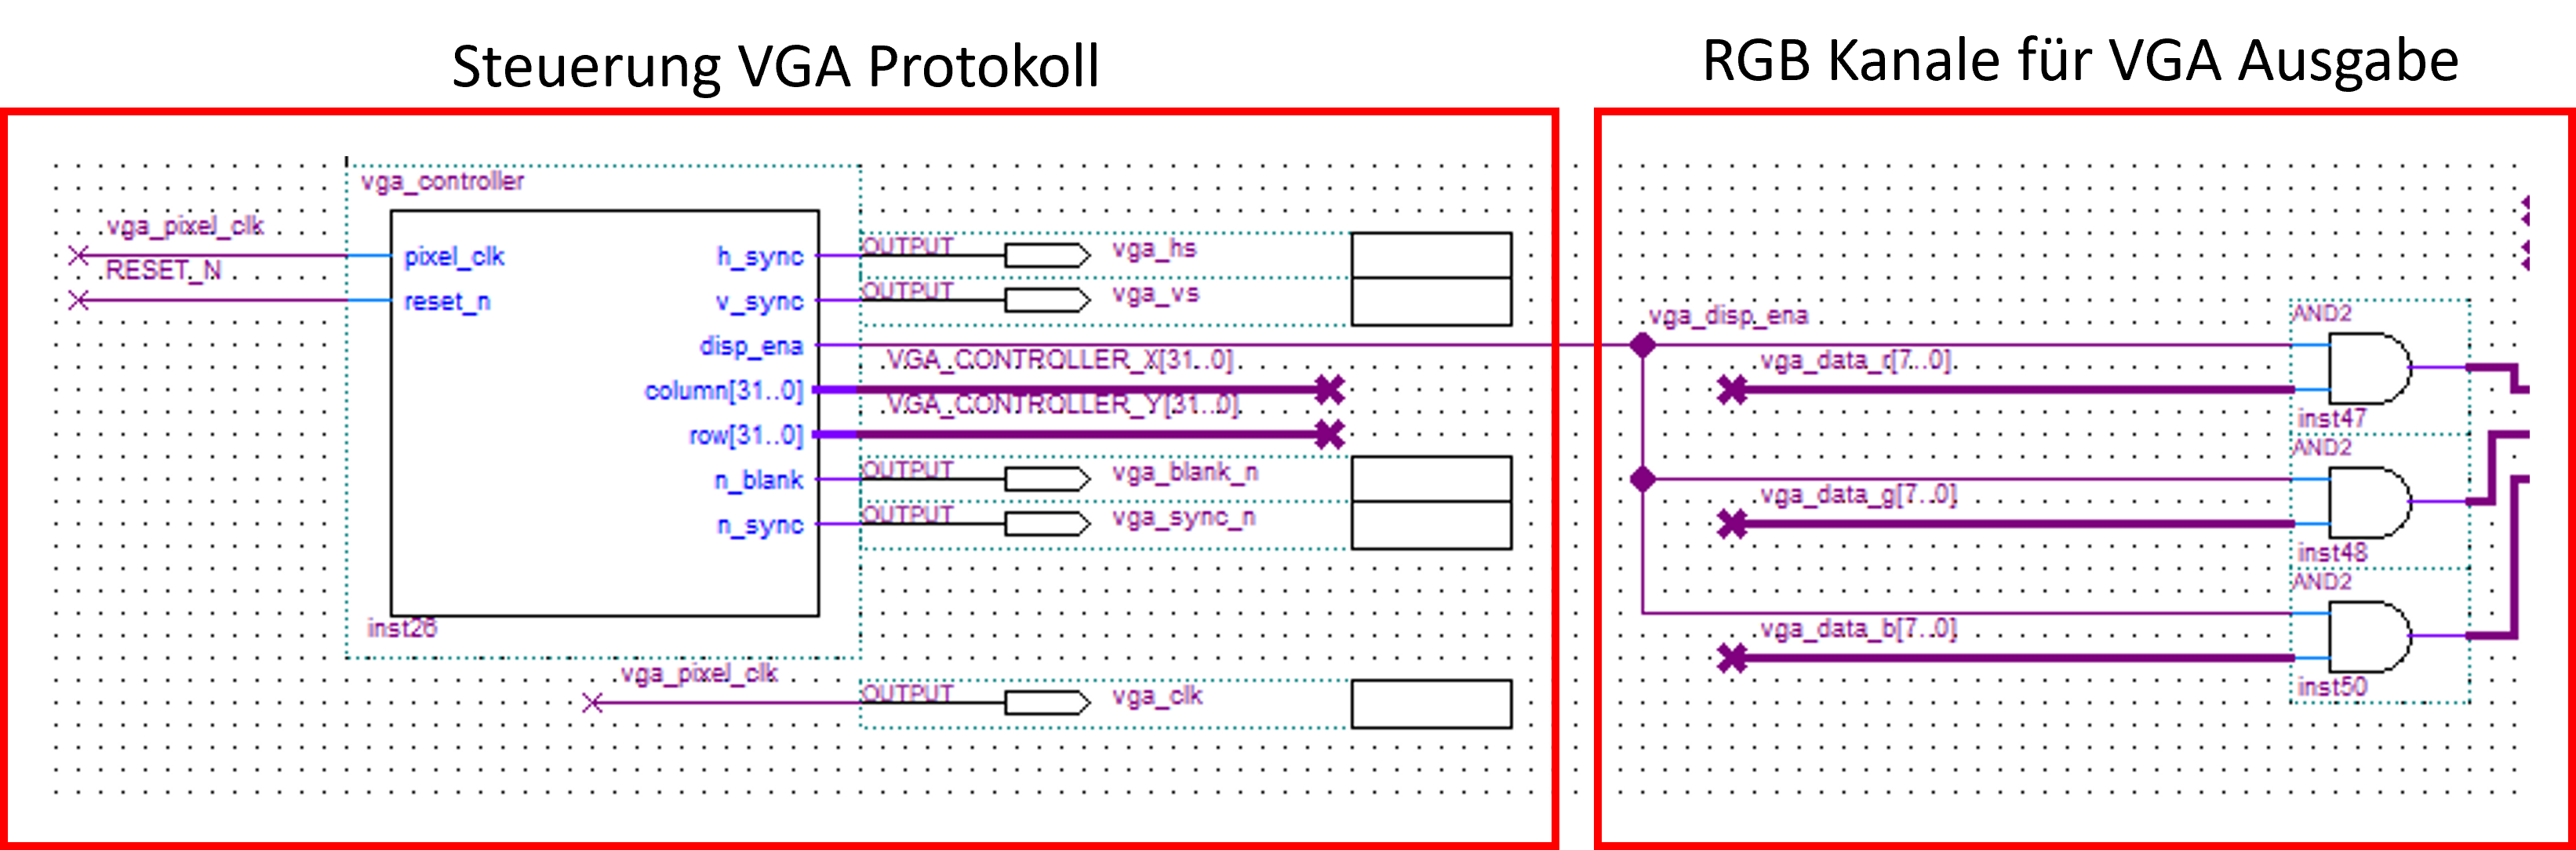 Steuerung VGA Protokoll
RGB Kanale für VGA Ausgabe
vga_controller
vga_pixel_clk
RESET_N
pixel_clk
reset_n
h_sync
v_sync
disp_ena
column[31..0]
row[31..0]
n_blank
n_sync
inst26
OUTPUT vga_hs
OUTPUT vga_vs
VGA_CONTROLLER_X[31..0]
VGA_CONTROLLER_Y[31..0]
OUTPUT vga_blank_n
OUTPUT vga_sync_n
vga_pixel_clk
OUTPUT vga_clk
vga_disp_ena
vga_data_r[7..0]
AND2
inst47
vga_data_g[7..0]
AND2
inst48
vga_data_b[7..0]
AND2
inst50